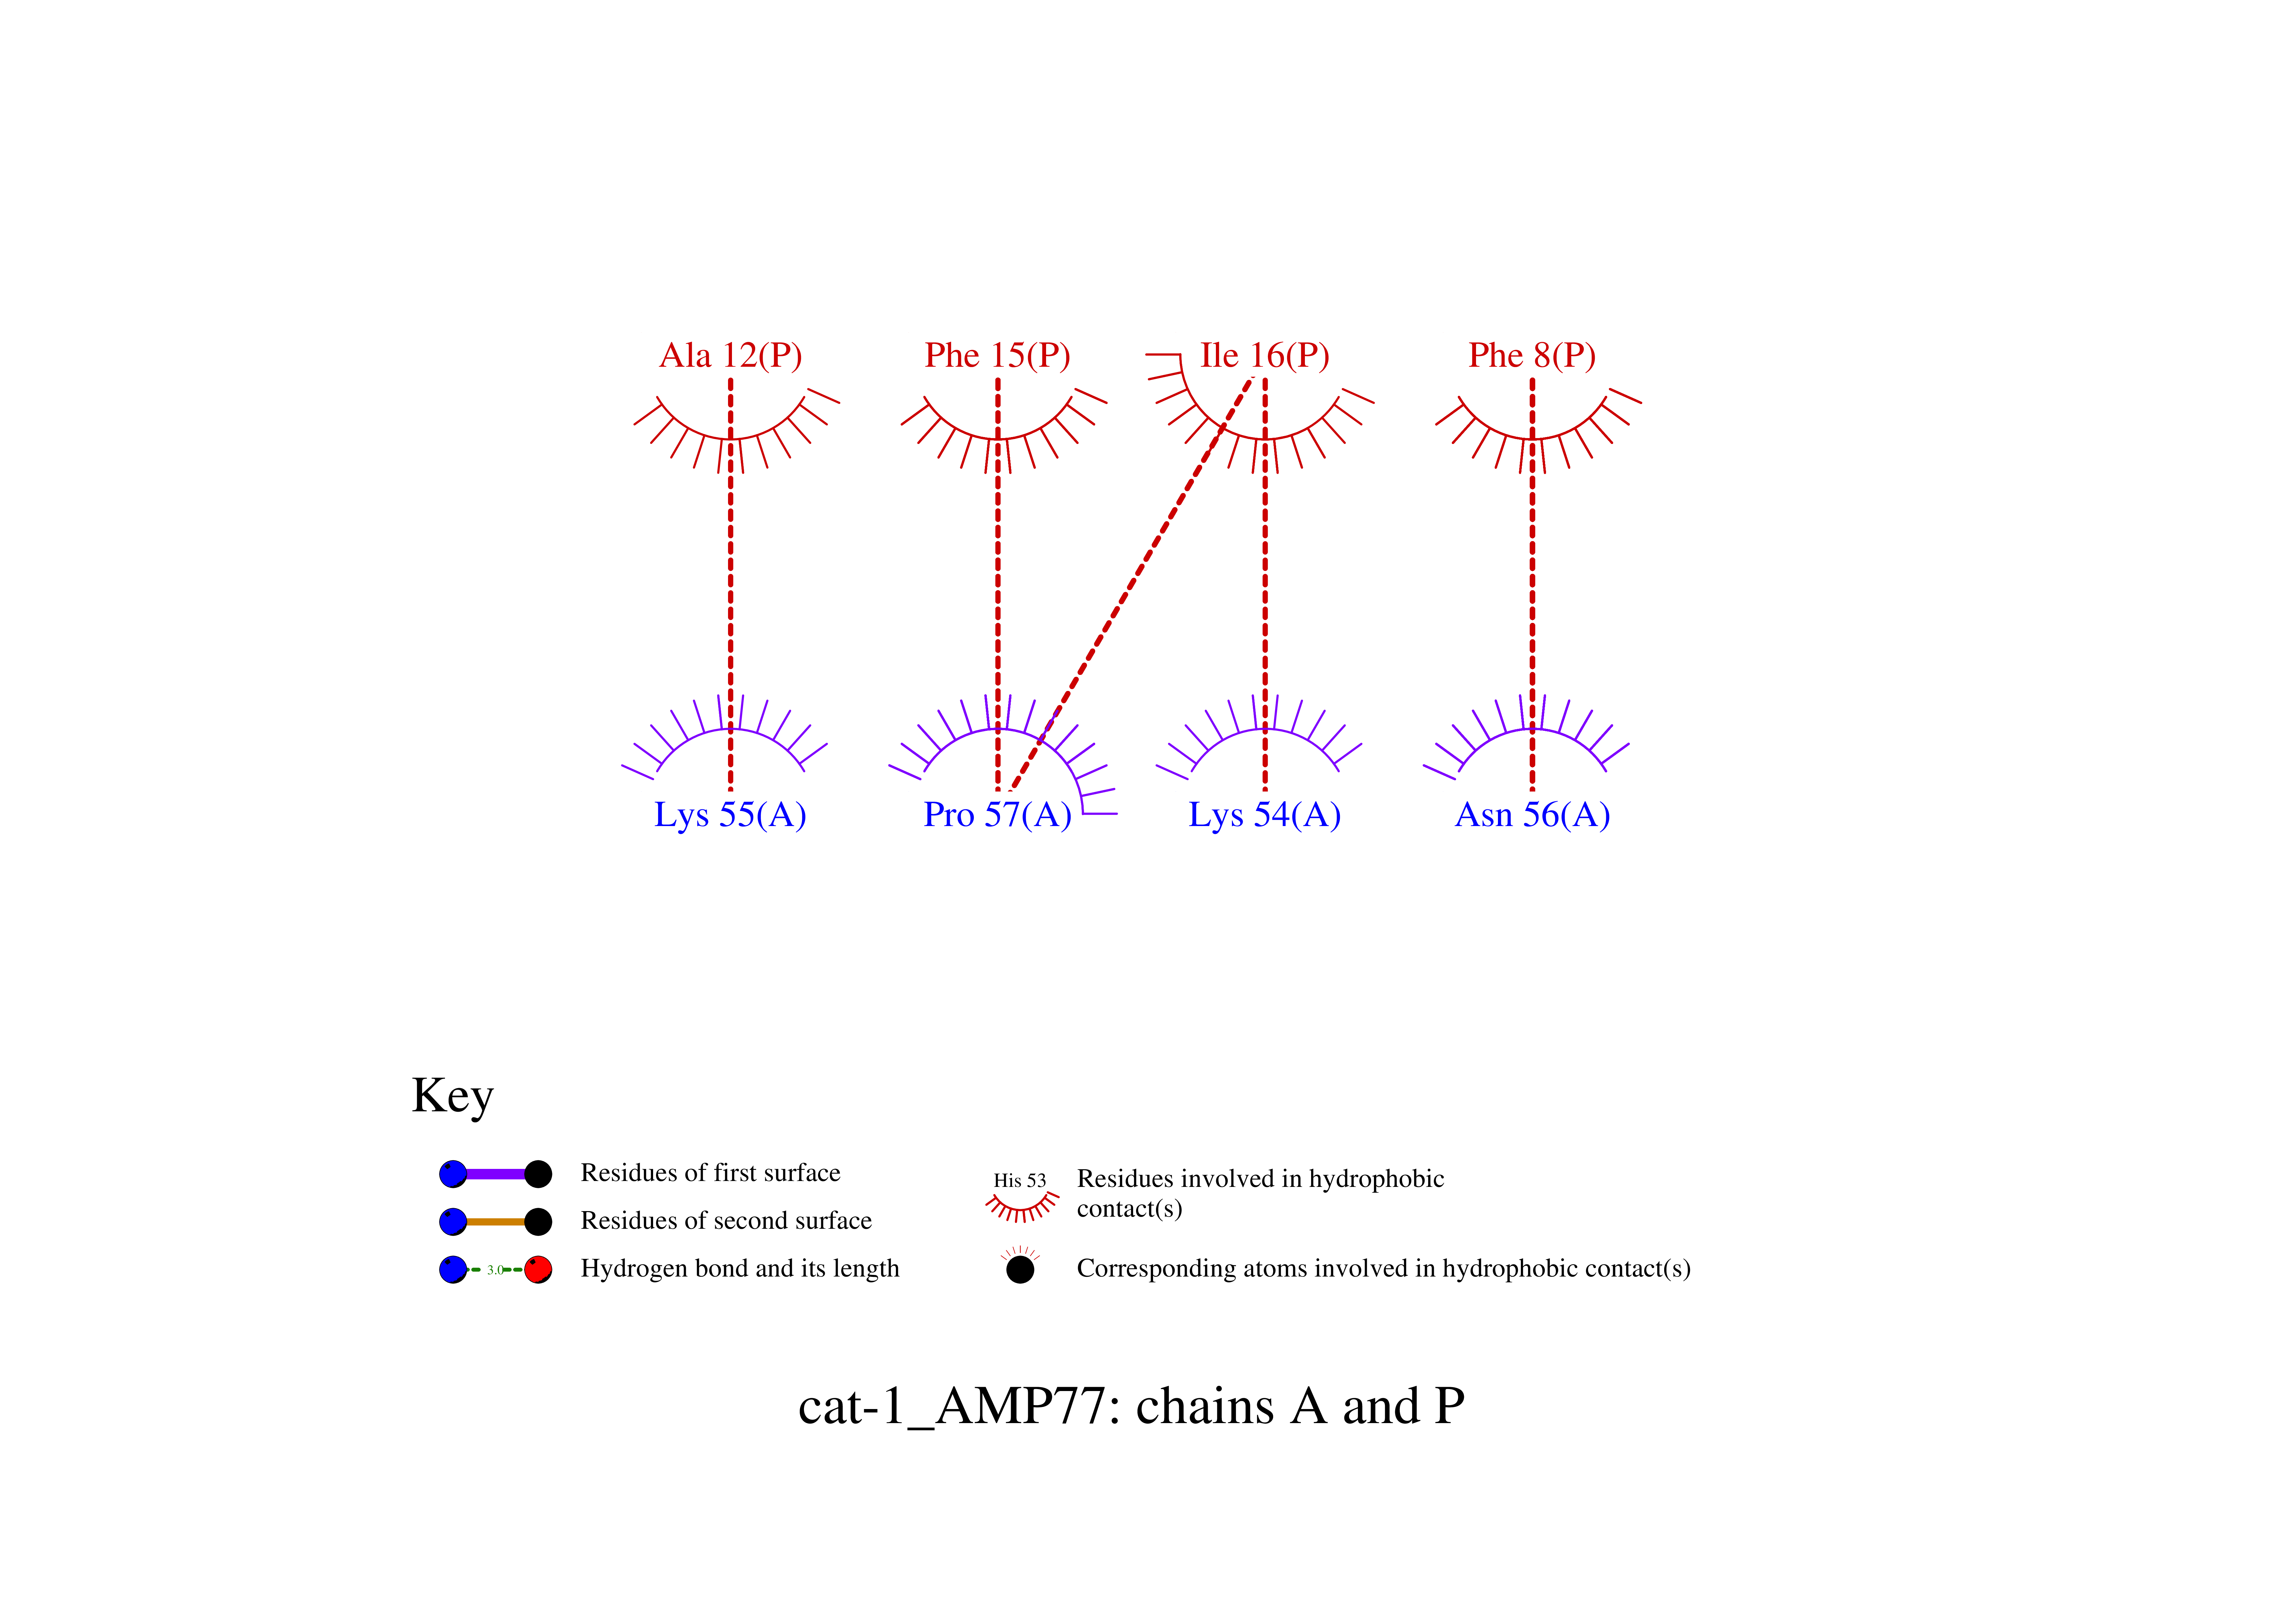 Ala 12(P) Phe 15(P) Ile 16(P) Phe 8(P)
Lys 55(A) Pro 57(A) Lys 54(A) Asn 56(A)
Key
Residues of first surface
Residues of second surface
3.0 Hydrogen bond and its length
His 53 Residues involved in hydrophobic
contact(s)
Corresponding atoms involved in hydrophobic contact(s)
cat-1_AMP77: chains A and P